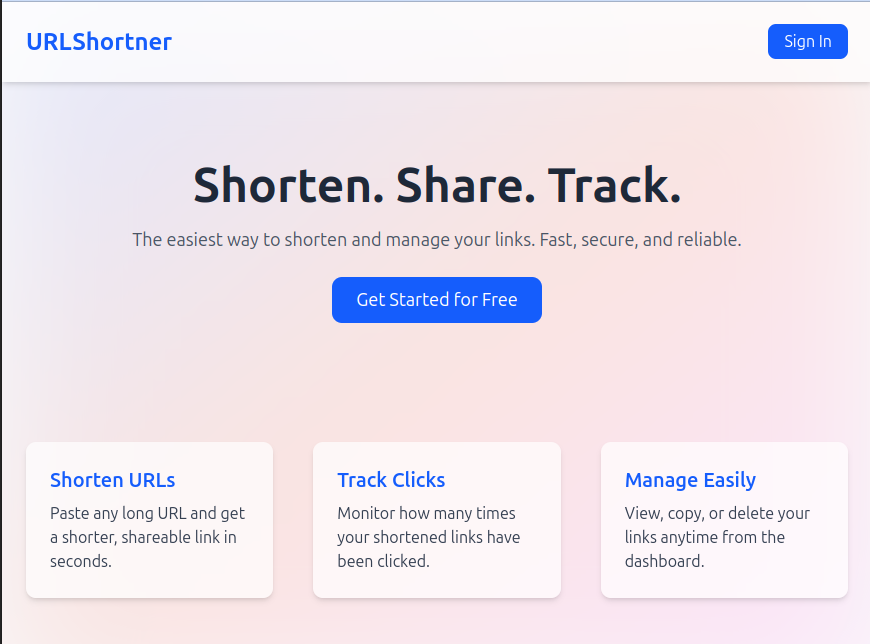 URLShortner
Sign In
Shorten. Share. Track.
The easiest way to shorten and manage your links. Fast, secure, and reliable.
Get Started for Free
Shorten URLs
Paste any long URL and get
a shorter, shareable link in
seconds.
Track Clicks
Monitor how many times
your shortened links have
been clicked.
Manage Easily
View, copy, or delete your
links anytime from the
dashboard.